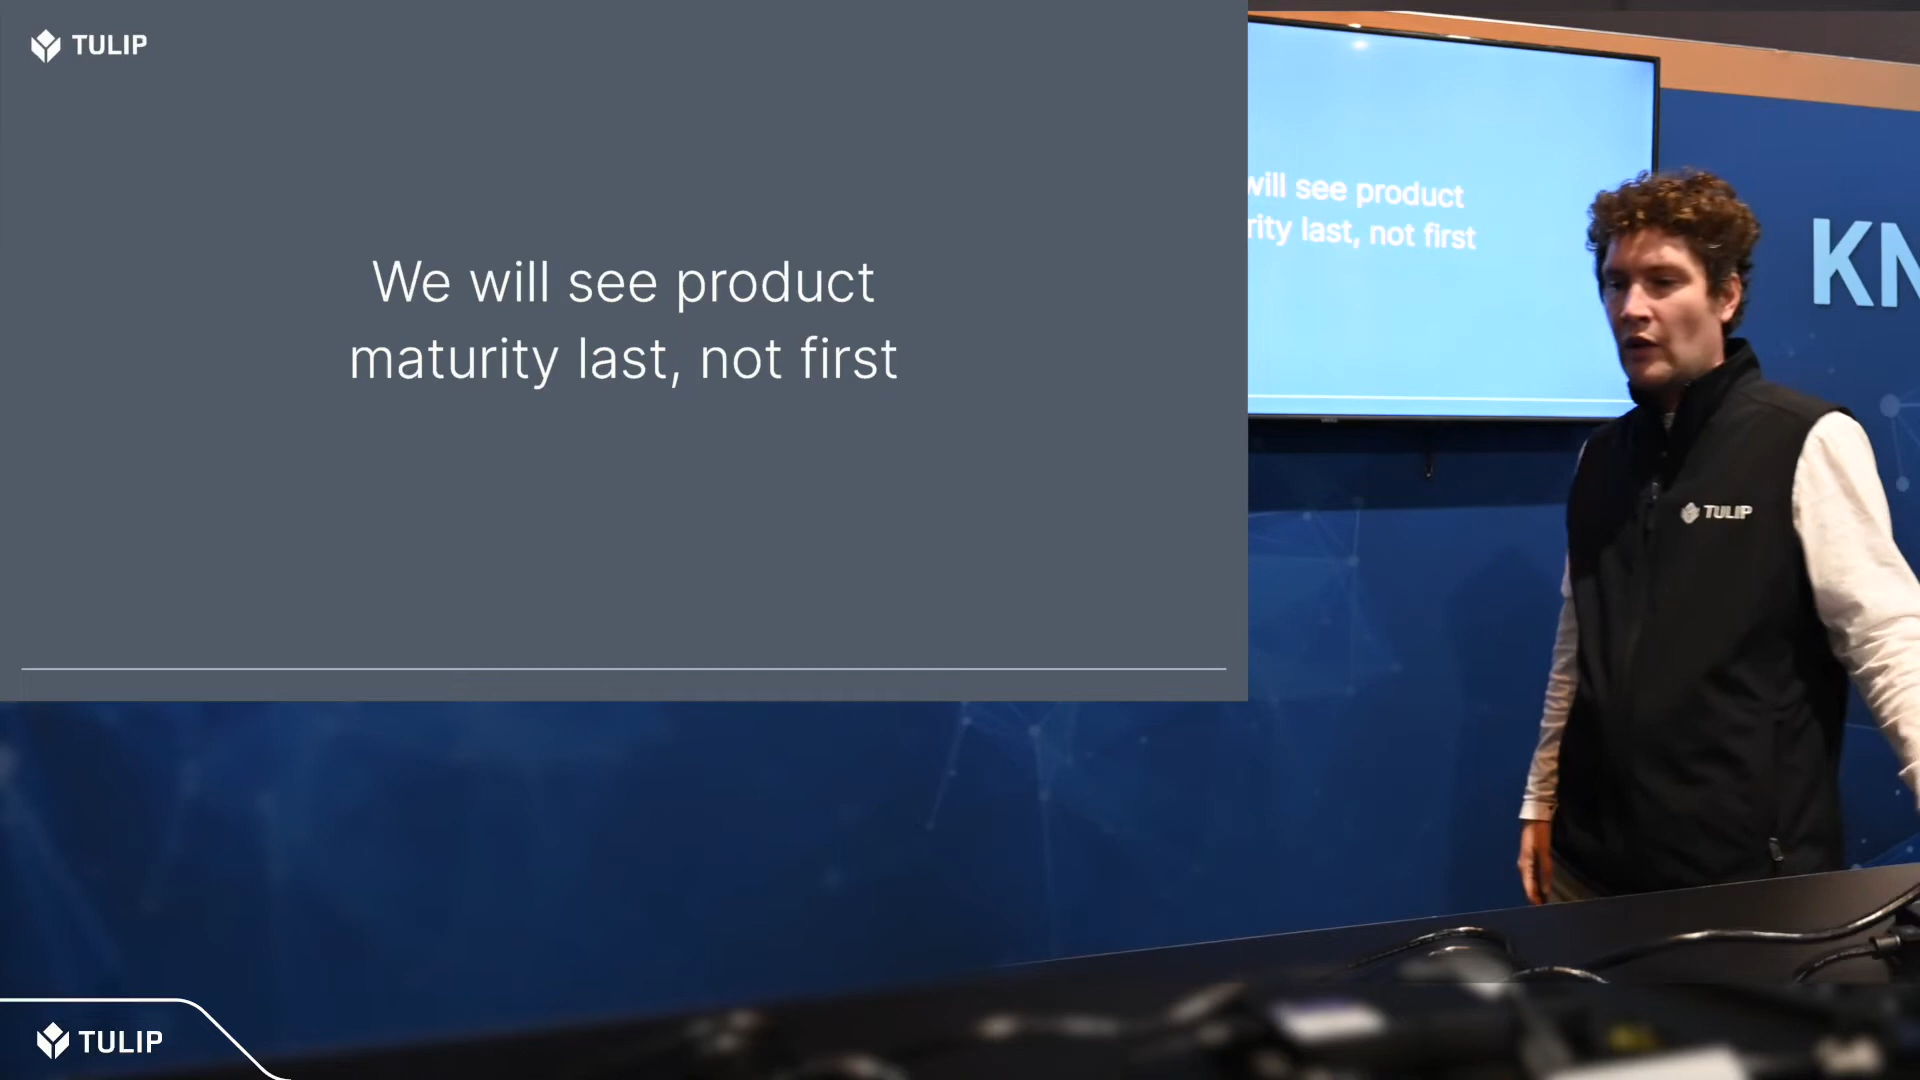 TULIP
We will see product
maturity last, not first
will see product
rity last, not first
KN
TULIP
TULIP